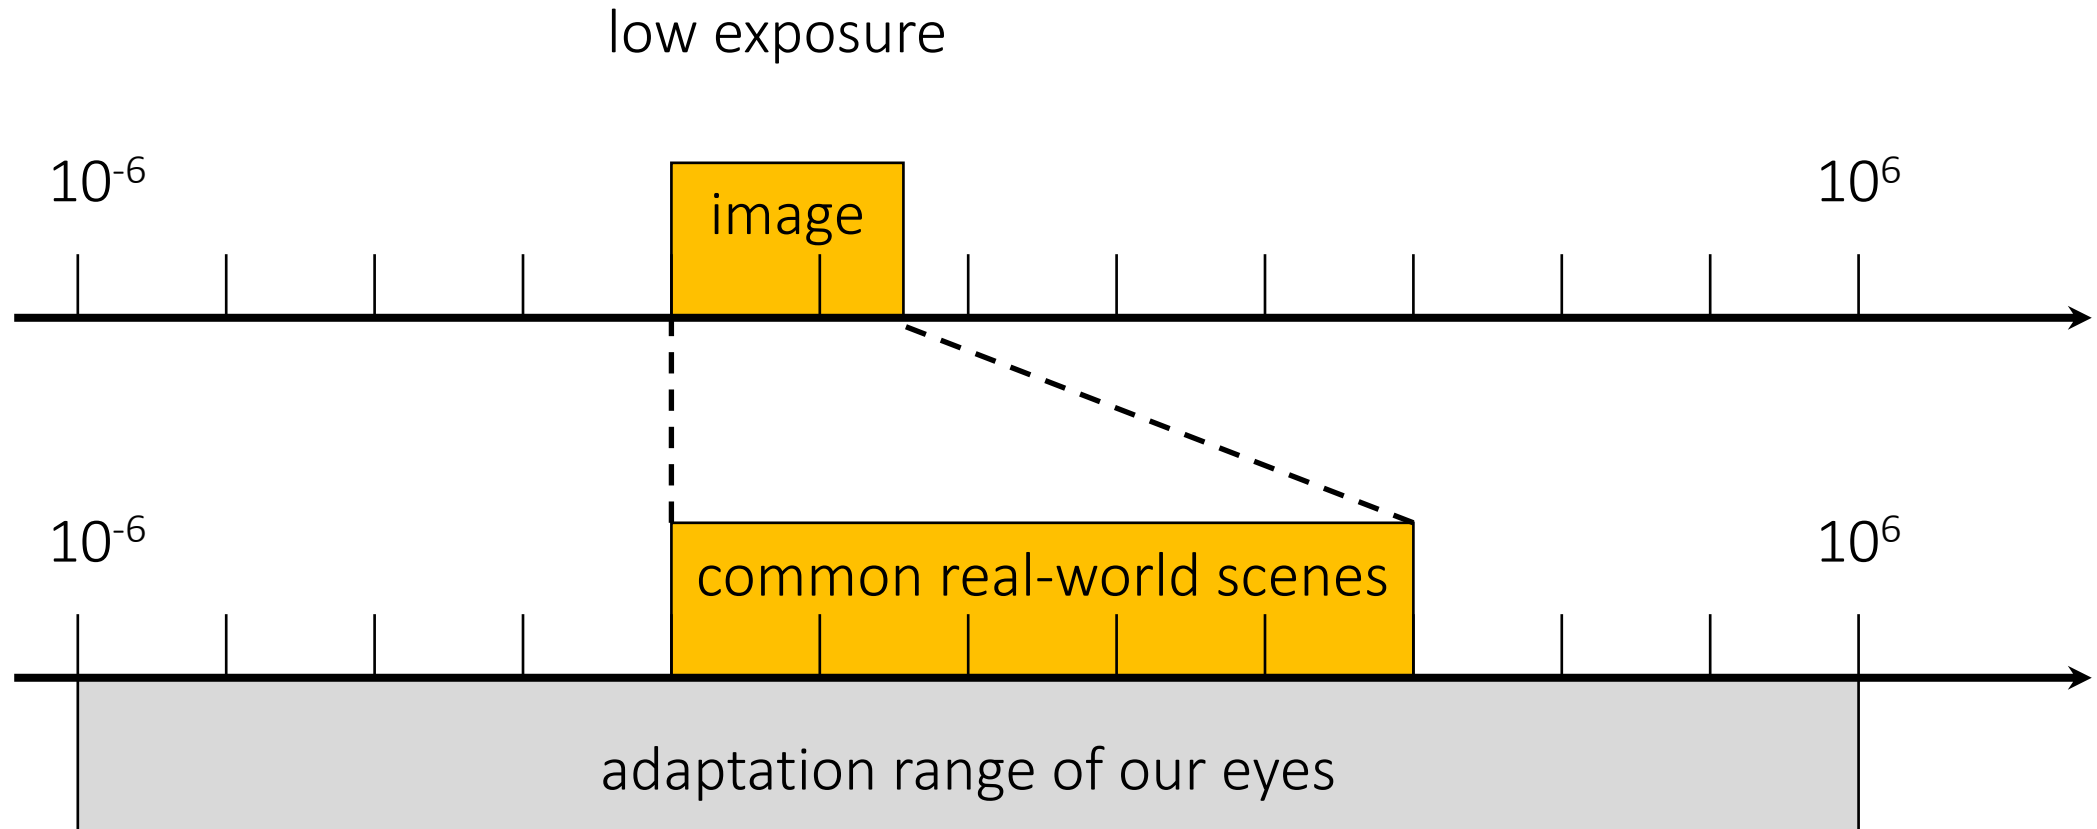 low exposure
10⁻⁶
10⁶
image
10⁻⁶
10⁶
common real-world scenes
adaptation range of our eyes